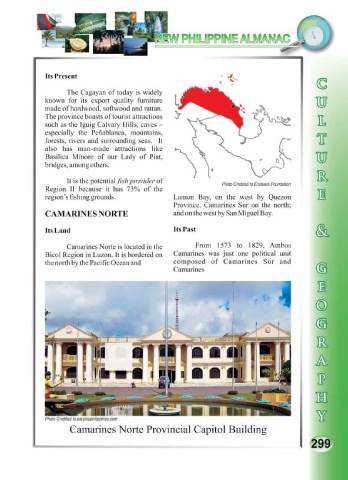 NEW PHILIPPINE ALMANAC
Its Present
The Cagayan of today is widely
known for its export quality furniture
made of hardwood, softwood and rattan.
The province boasts of tourist attractions
such as the Iguig Calvary Hills, caves –
especially the Peñablanca, mountains,
forests, rivers and surrounding seas. It
also has man-made attractions like
Basilica Minore of our Lady of Piat,
bridges, among others.
It is the potential fish provider of
Region II because it has 73% of the
region's fishing grounds.
CAMARINES NORTE
Its Land
Camarines Norte is located in the
Bicol Region in Luzon. It is bordered on
the north by the Pacific Ocean and
Photo Credited to Endeavs Foundation
Lamon Bay, on the west by Quezon
Province, Camarines Sur on the north;
and on the west by San Miguel Bay.
Its Past
From 1573 to 1829, Ambos
Camarines was just one political unit
composed of Camarines Sur and
Camarines
Photo Credited to
Camarines Norte Provincial Capitol Building
CULTURE & GEOGRAPHY
299